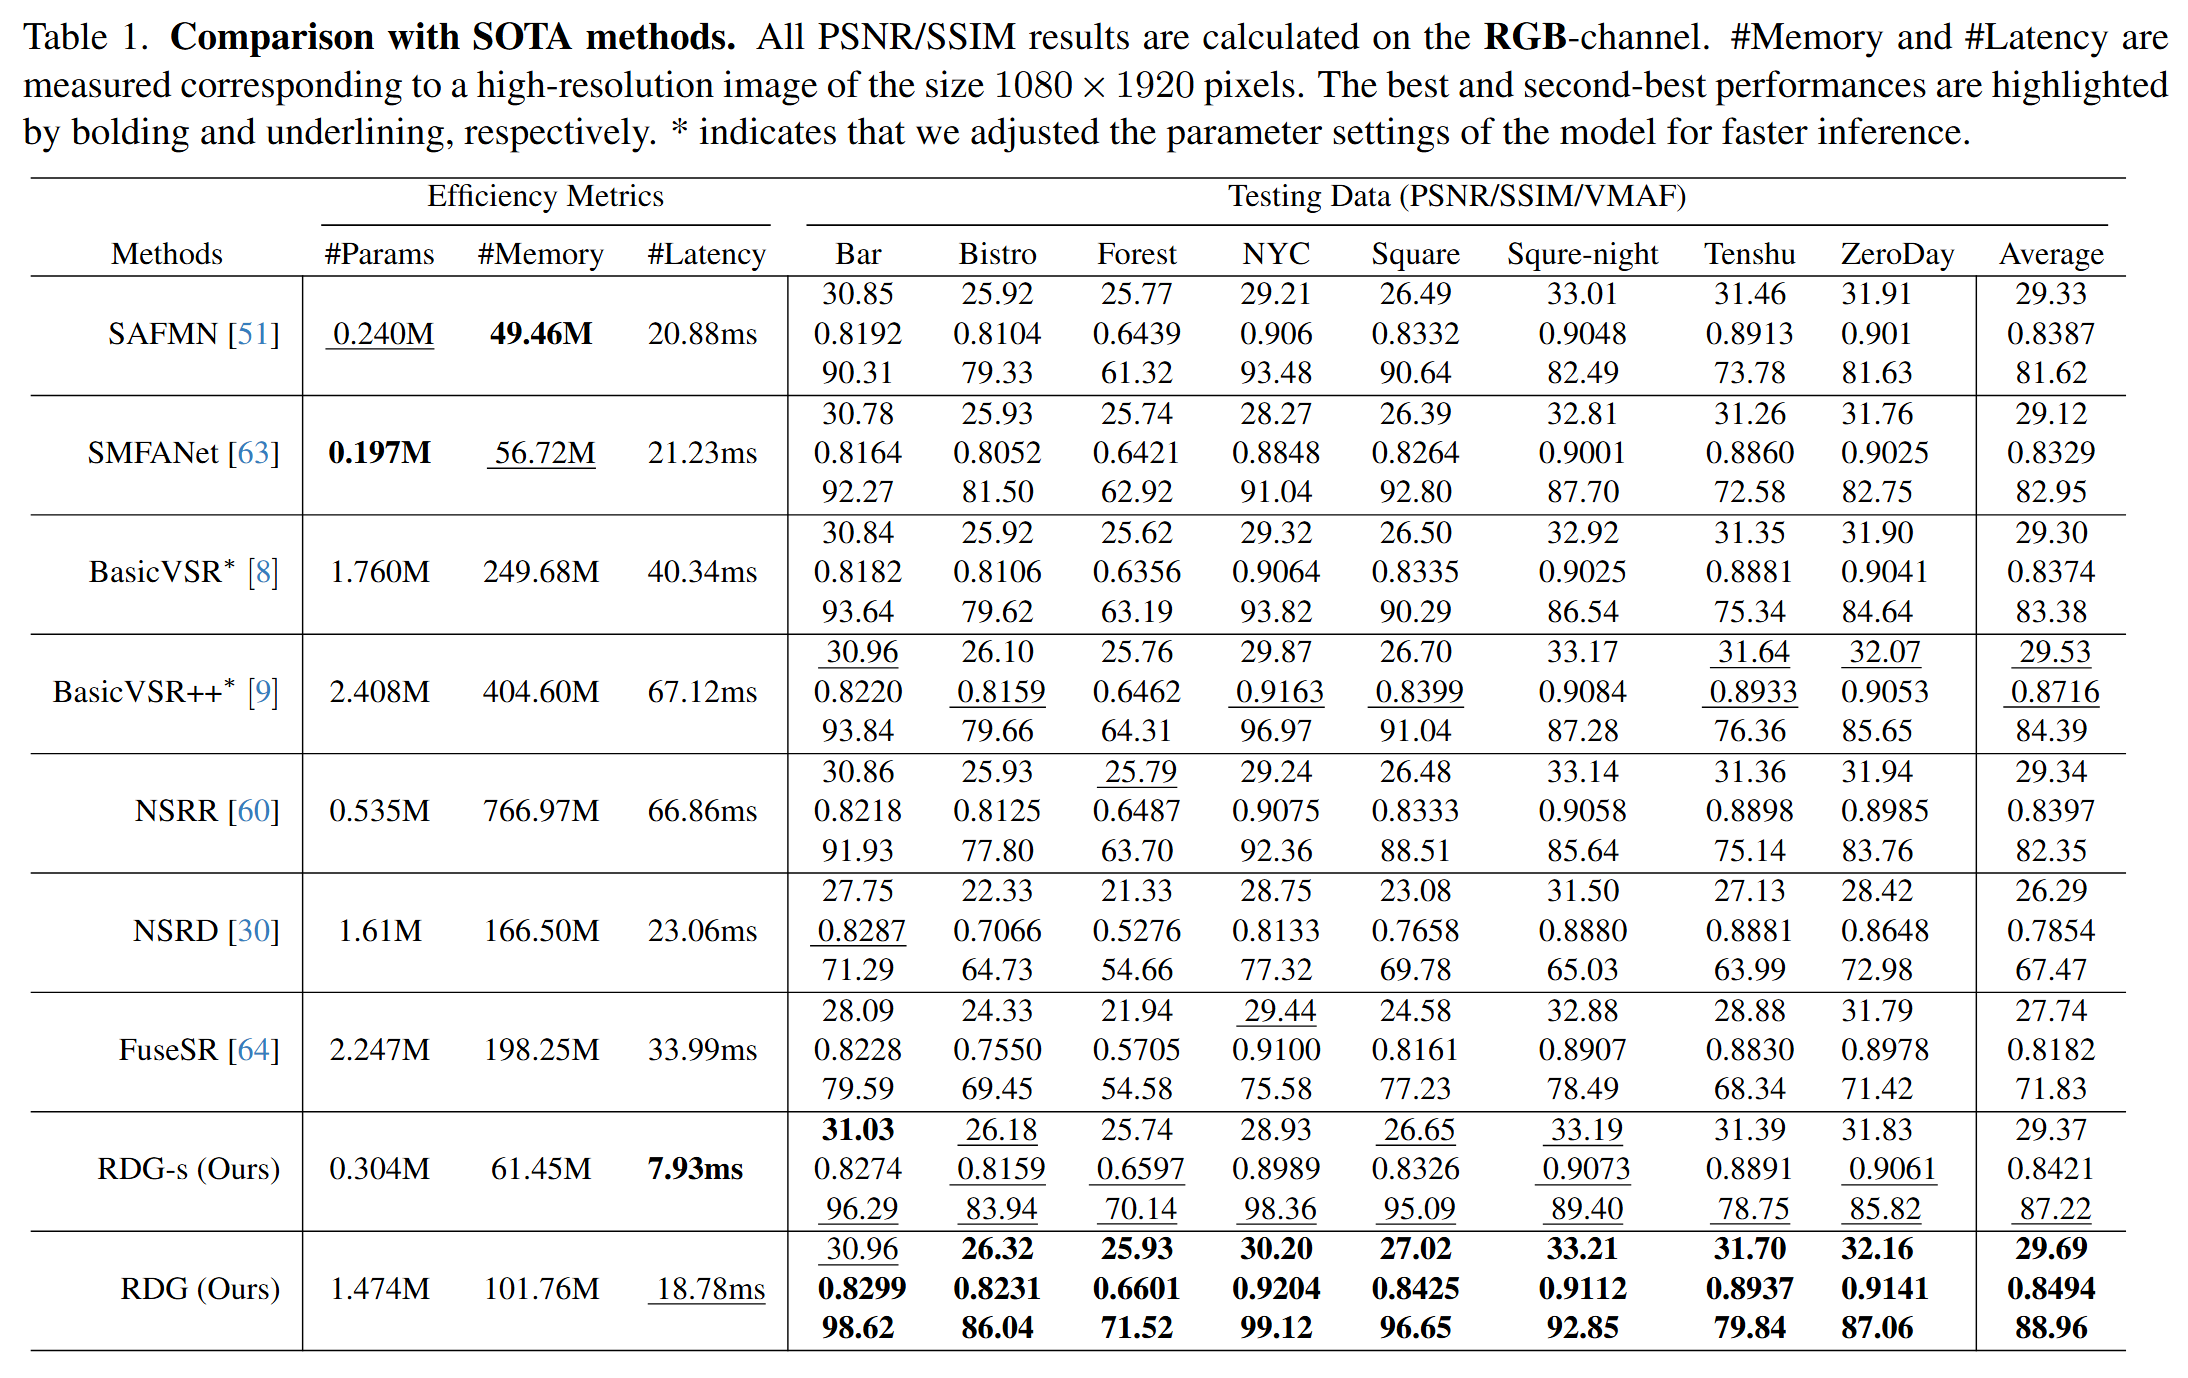 Table 1. Comparison with SOTA methods. All PSNR/SSIM results are calculated on the RGB-channel. #Memory and #Latency are
measured corresponding to a high-resolution image of the size 1080 × 1920 pixels. The best and second-best performances are highlighted
by bolding and underlining, respectively. * indicates that we adjusted the parameter settings of the model for faster inference.
Efficiency Metrics Testing Data (PSNR/SSIM/VMAF)
Methods #Params #Memory #Latency Bar Bistro Forest NYC Square Squre-night Tenshu ZeroDay Average
30.85 25.92 25.77 29.21 26.49 33.01 31.46 31.91 29.33
SAFMN [51] 0.240M 49.46M 20.88ms 0.8192 0.8104 0.6439 0.906 0.8332 0.9048 0.8913 0.901 0.8387
90.31 79.33 61.32 93.48 90.64 82.49 73.78 81.63 81.62
30.78 25.93 25.74 28.27 26.39 32.81 31.26 31.76 29.12
SMFANet [63] 0.197M 56.72M 21.23ms 0.8164 0.8052 0.6421 0.8848 0.8264 0.9001 0.8860 0.9025 0.8329
92.27 81.50 62.92 91.04 92.80 87.70 72.58 82.75 82.95
30.84 25.92 25.62 29.32 26.50 32.92 31.35 31.90 29.30
BasicVSR* [8] 1.760M 249.68M 40.34ms 0.8182 0.8106 0.6356 0.9064 0.8335 0.9025 0.8881 0.9041 0.8374
93.64 79.62 63.19 93.82 90.29 86.54 75.34 84.64 83.38
30.96 26.10 25.76 29.87 26.70 33.17 31.64 32.07 29.53
BasicVSR++* [9] 2.408M 404.60M 67.12ms 0.8220 0.8159 0.6462 0.9163 0.8399 0.9084 0.8933 0.9053 0.8716
93.84 79.66 64.31 96.97 91.04 87.28 76.36 85.65 84.39
30.86 25.93 25.79 29.24 26.48 33.14 31.36 31.94 29.34
NSRR [60] 0.535M 766.97M 66.86ms 0.8218 0.8125 0.6487 0.9075 0.8333 0.9058 0.8898 0.8985 0.8397
91.93 77.80 63.70 92.36 88.51 85.64 75.14 83.76 82.35
27.75 22.33 21.33 28.75 23.08 31.50 27.13 28.42 26.29
NSRD [30] 1.61M 166.50M 23.06ms 0.8287 0.7066 0.5276 0.8133 0.7658 0.8880 0.8881 0.8648 0.7854
71.29 64.73 54.66 77.32 69.78 65.03 63.99 72.98 67.47
28.09 24.33 21.94 29.44 24.58 32.88 28.88 31.79 27.74
FuseSR [64] 2.247M 198.25M 33.99ms 0.8228 0.7550 0.5705 0.9100 0.8161 0.8907 0.8830 0.8978 0.8182
79.59 69.45 54.58 75.58 77.23 78.49 68.34 71.42 71.83
31.03 26.18 25.74 28.93 26.65 33.19 31.39 31.83 29.37
RDG-s (Ours) 0.304M 61.45M 7.93ms 0.8274 0.8159 0.6597 0.8989 0.8326 0.9073 0.8891 0.9061 0.8421
96.29 83.94 70.14 98.36 95.09 89.40 78.75 85.82 87.22
30.96 26.32 25.93 30.20 27.02 33.21 31.70 32.16 29.69
RDG (Ours) 1.474M 101.76M 18.78ms 0.8299 0.8231 0.6601 0.9204 0.8425 0.9112 0.8937 0.9141 0.8494
98.62 86.04 71.52 99.12 96.65 92.85 79.84 87.06 88.96